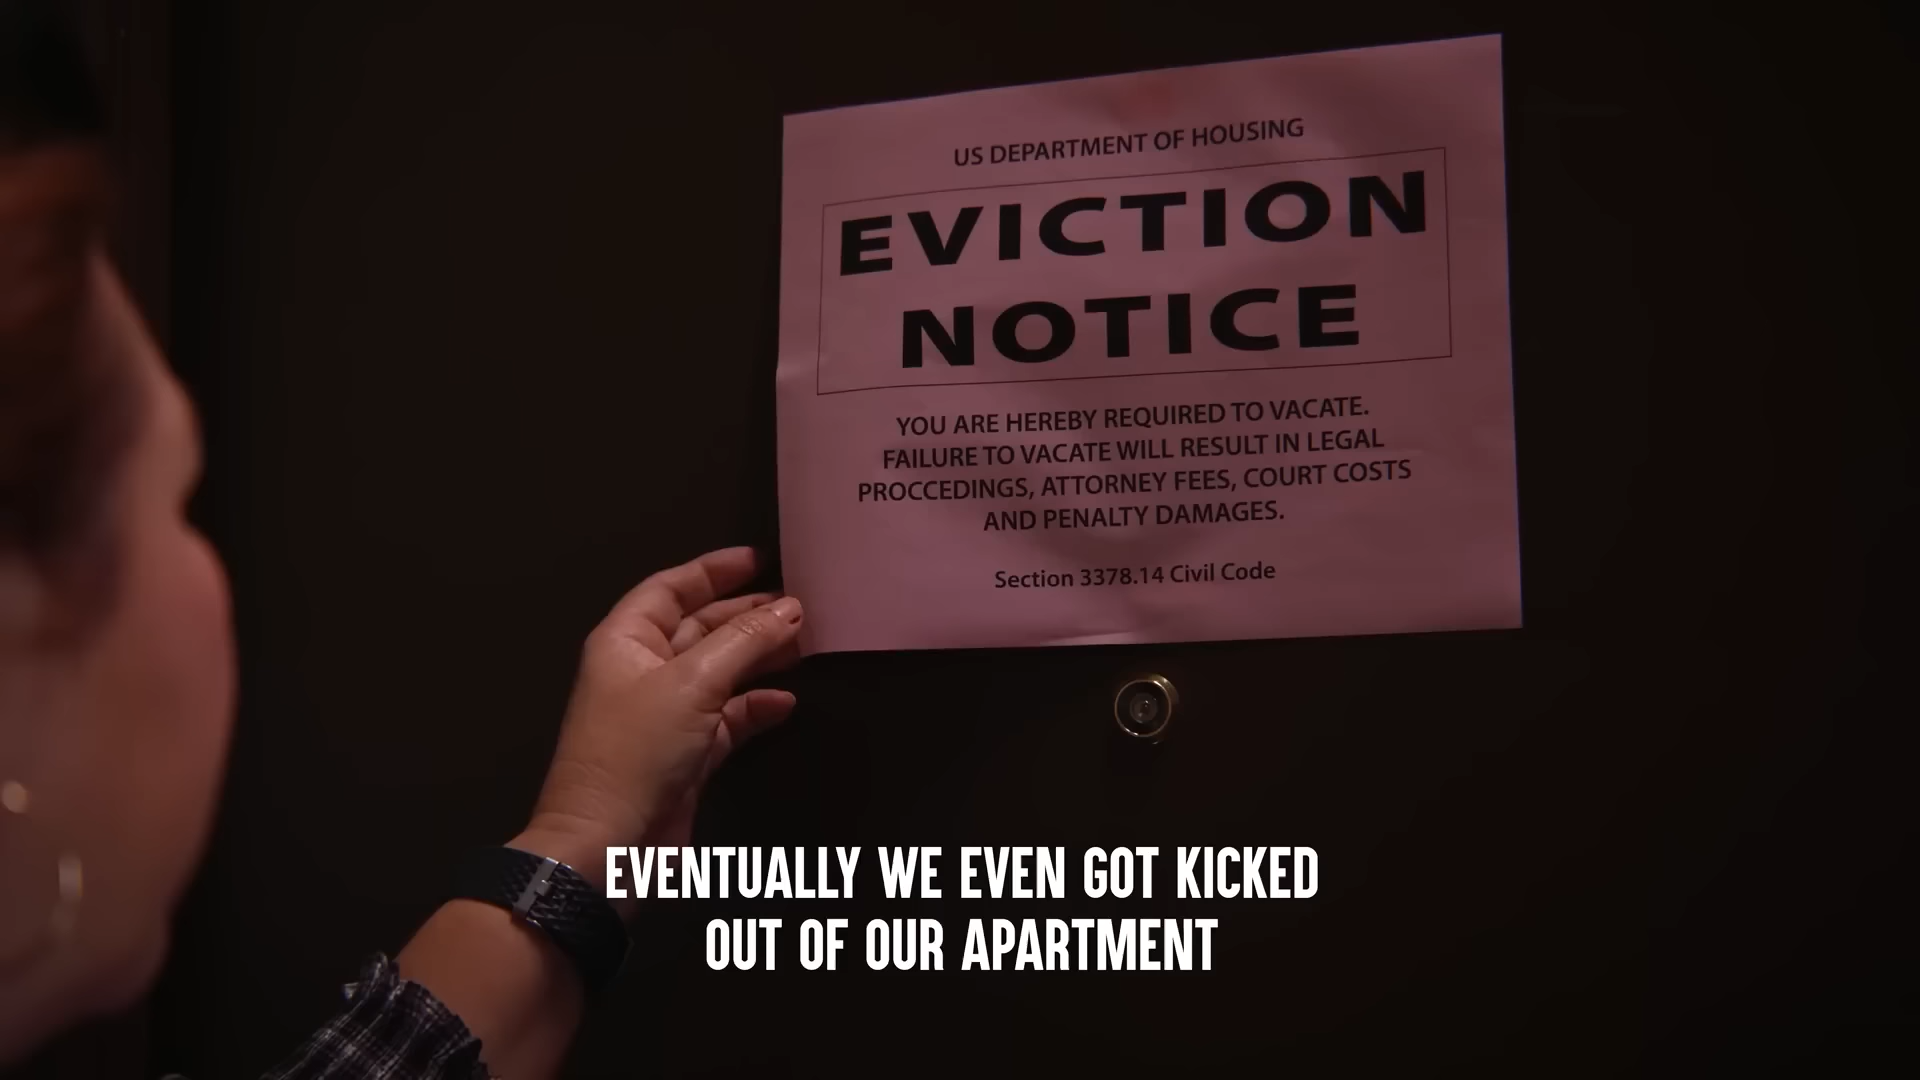 US DEPARTMENT OF HOUSING
EVICTION
NOTICE
YOU ARE HEREBY REQUIRED TO VACATE.
FAILURE TO VACATE WILL RESULT IN LEGAL
PROCCEDINGS, ATTORNEY FEES, COURT COSTS
AND PENALTY DAMAGES.
Section 3378.14 Civil Code
EVENTUALLY WE EVEN GOT KICKED
OUT OF OUR APARTMENT